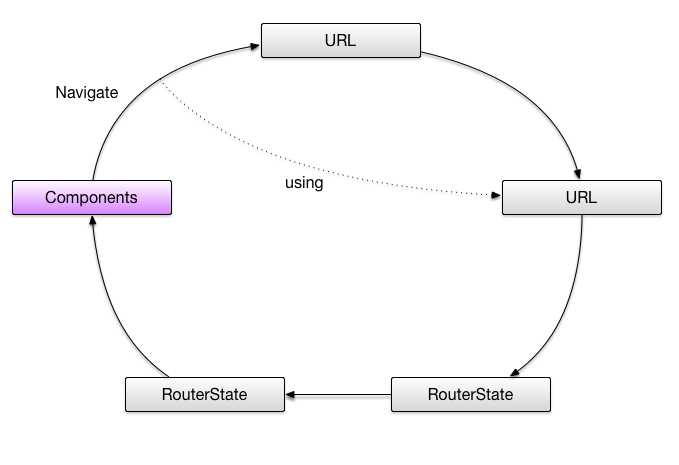 URL
Navigate
using
Components
URL
RouterState
RouterState